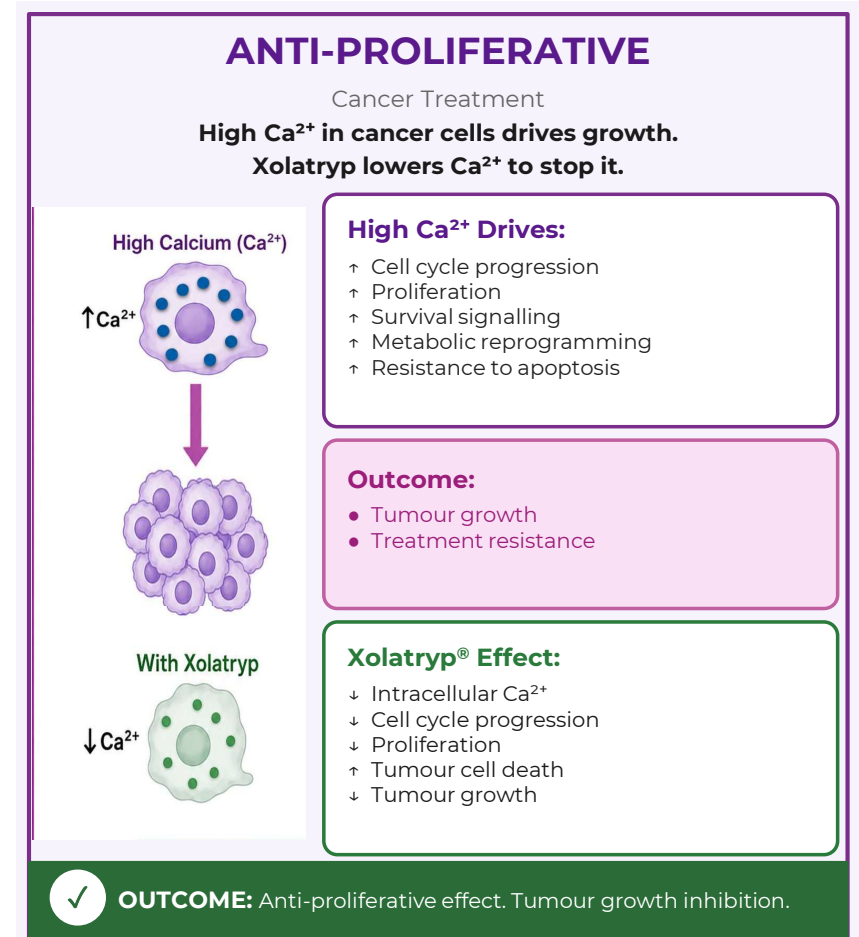 ANTI-PROLIFERATIVE
Cancer Treatment
High Ca²⁺ in cancer cells drives growth.
Xolatryp lowers Ca²⁺ to stop it.
High Calcium (Ca²⁺)
↑Ca²⁺
With Xolatryp
↓Ca²⁺
High Ca²⁺ Drives:
↑ Cell cycle progression
↑ Proliferation
↑ Survival signalling
↑ Metabolic reprogramming
↑ Resistance to apoptosis
Outcome:
• Tumour growth
• Treatment resistance
Xolatryp® Effect:
↓ Intracellular Ca²⁺
↓ Cell cycle progression
↓ Proliferation
↑ Tumour cell death
↓ Tumour growth
✓ OUTCOME: Anti-proliferative effect. Tumour growth inhibition.